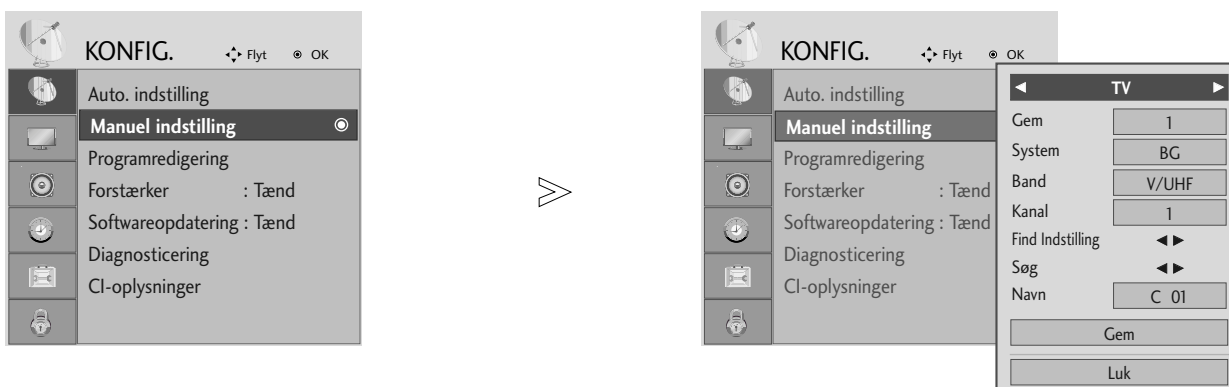 KONFIG. Flyt OK
Auto. indstilling
Manuel indstilling
Programredigering
Forstærker : Tænd
Softwareopdatering : Tænd
Diagnosticering
CI-oplysninger
KONFIG. Flyt OK
Auto. indstilling
Manuel indstilling
Programredigering
Forstærker : Tænd
Softwareopdatering : Tænd
Diagnosticering
CI-oplysninger
◄ TV ►
Gem 1
System BG
Band V/UHF
Kanal 1
Find Indstilling ◄ ►
Søg ◄ ►
Navn C 01
Gem
Luk